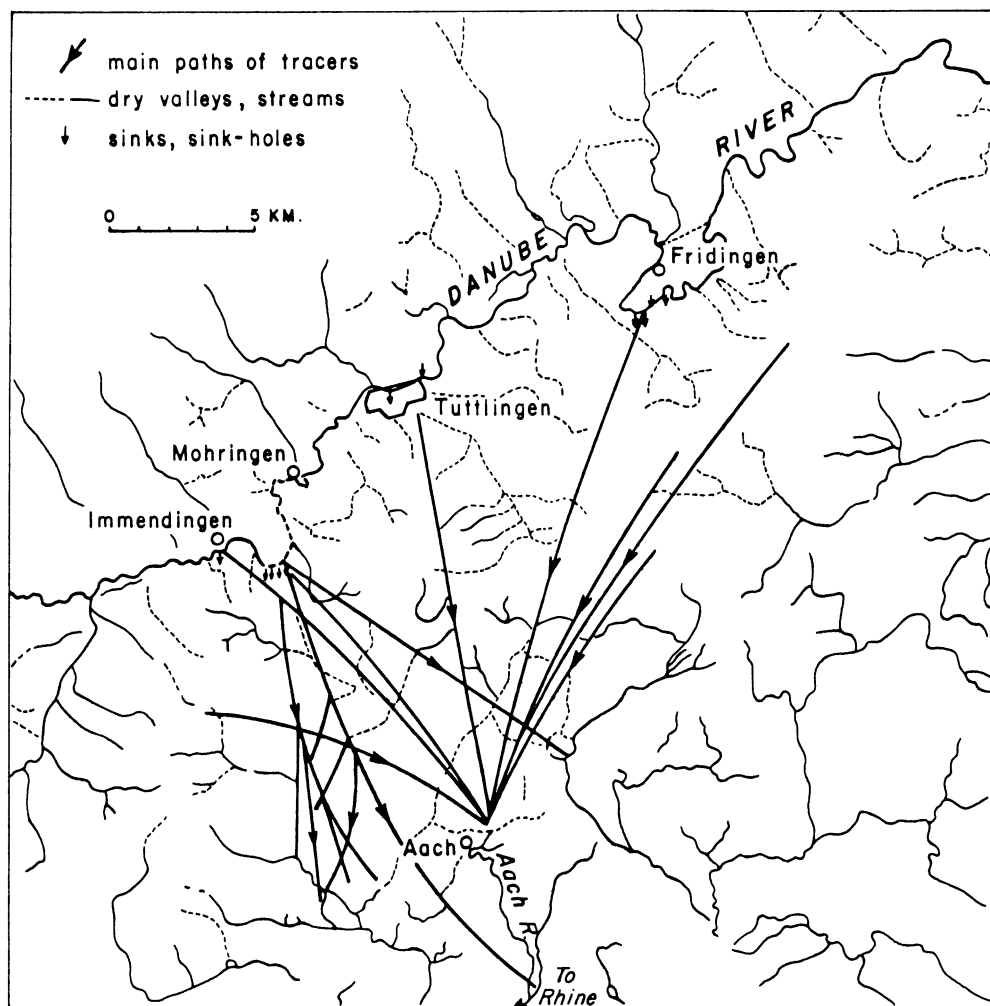 main paths of tracers
dry valleys, streams
sinks, sink-holes
0 5 KM.
RIVER
DANUBE
Fridingen
Tuttlingen
Mohringen
Immendingen
Aach
Aach R.
To
Rhine